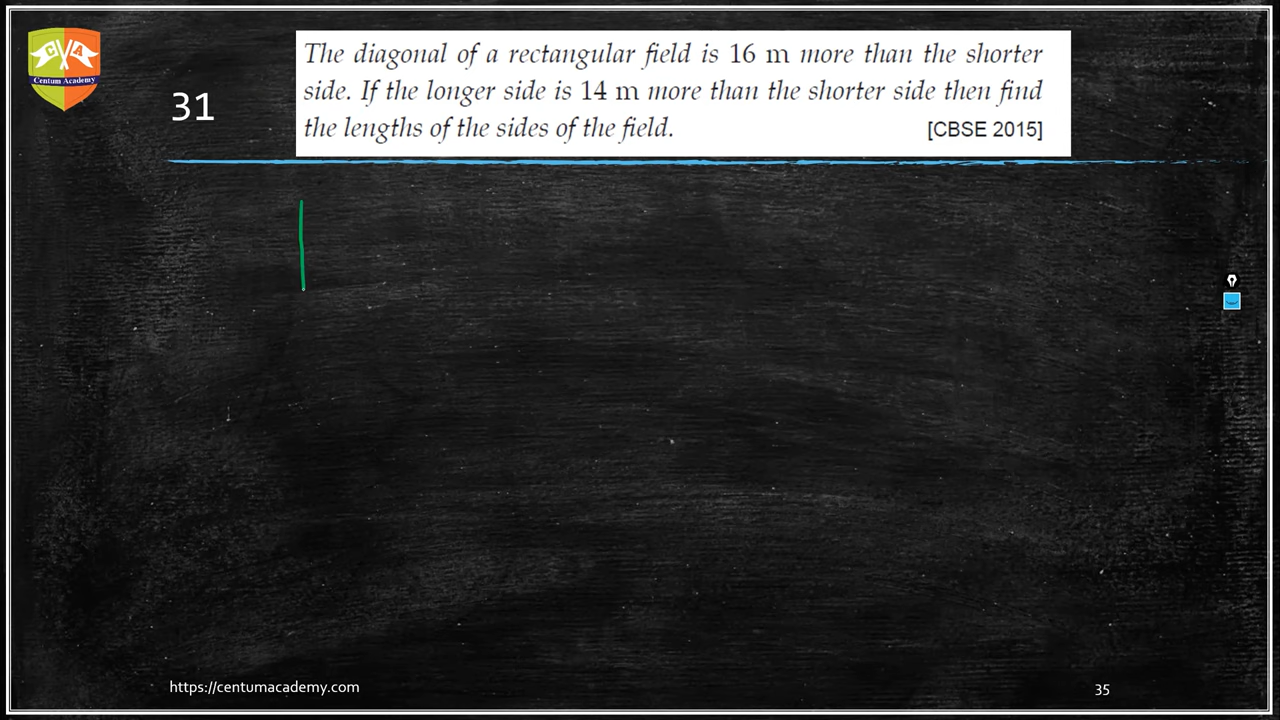 C A
Centum Academy
31
The diagonal of a rectangular field is 16 m more than the shorter
side. If the longer side is 14 m more than the shorter side then find
the lengths of the sides of the field. [CBSE 2015]
https://centumacademy.com
35